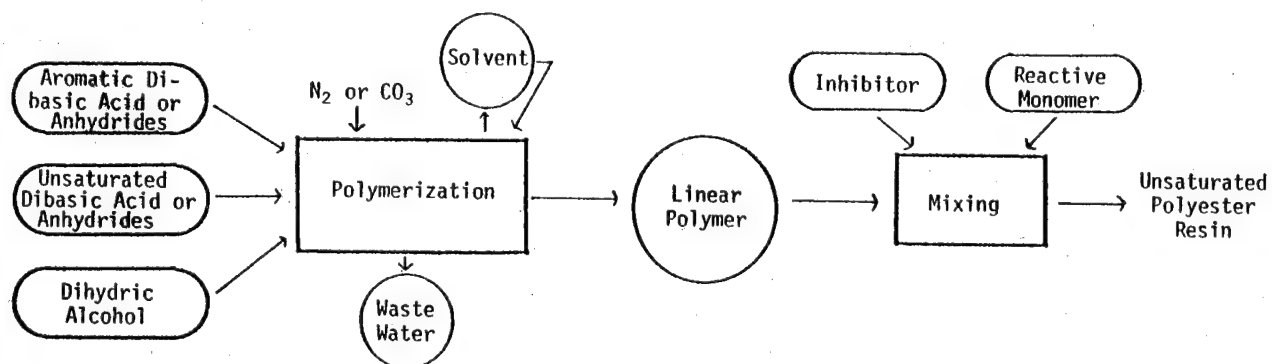 Aromatic Di-
basic Acid or
Anhydrides
Unsaturated
Dibasic Acid or
Anhydrides
Dihydric
Alcohol
N₂ or CO₃
Solvent
Polymerization
Waste
Water
Linear
Polymer
Inhibitor
Reactive
Monomer
Mixing
Unsaturated
Polyester
Resin